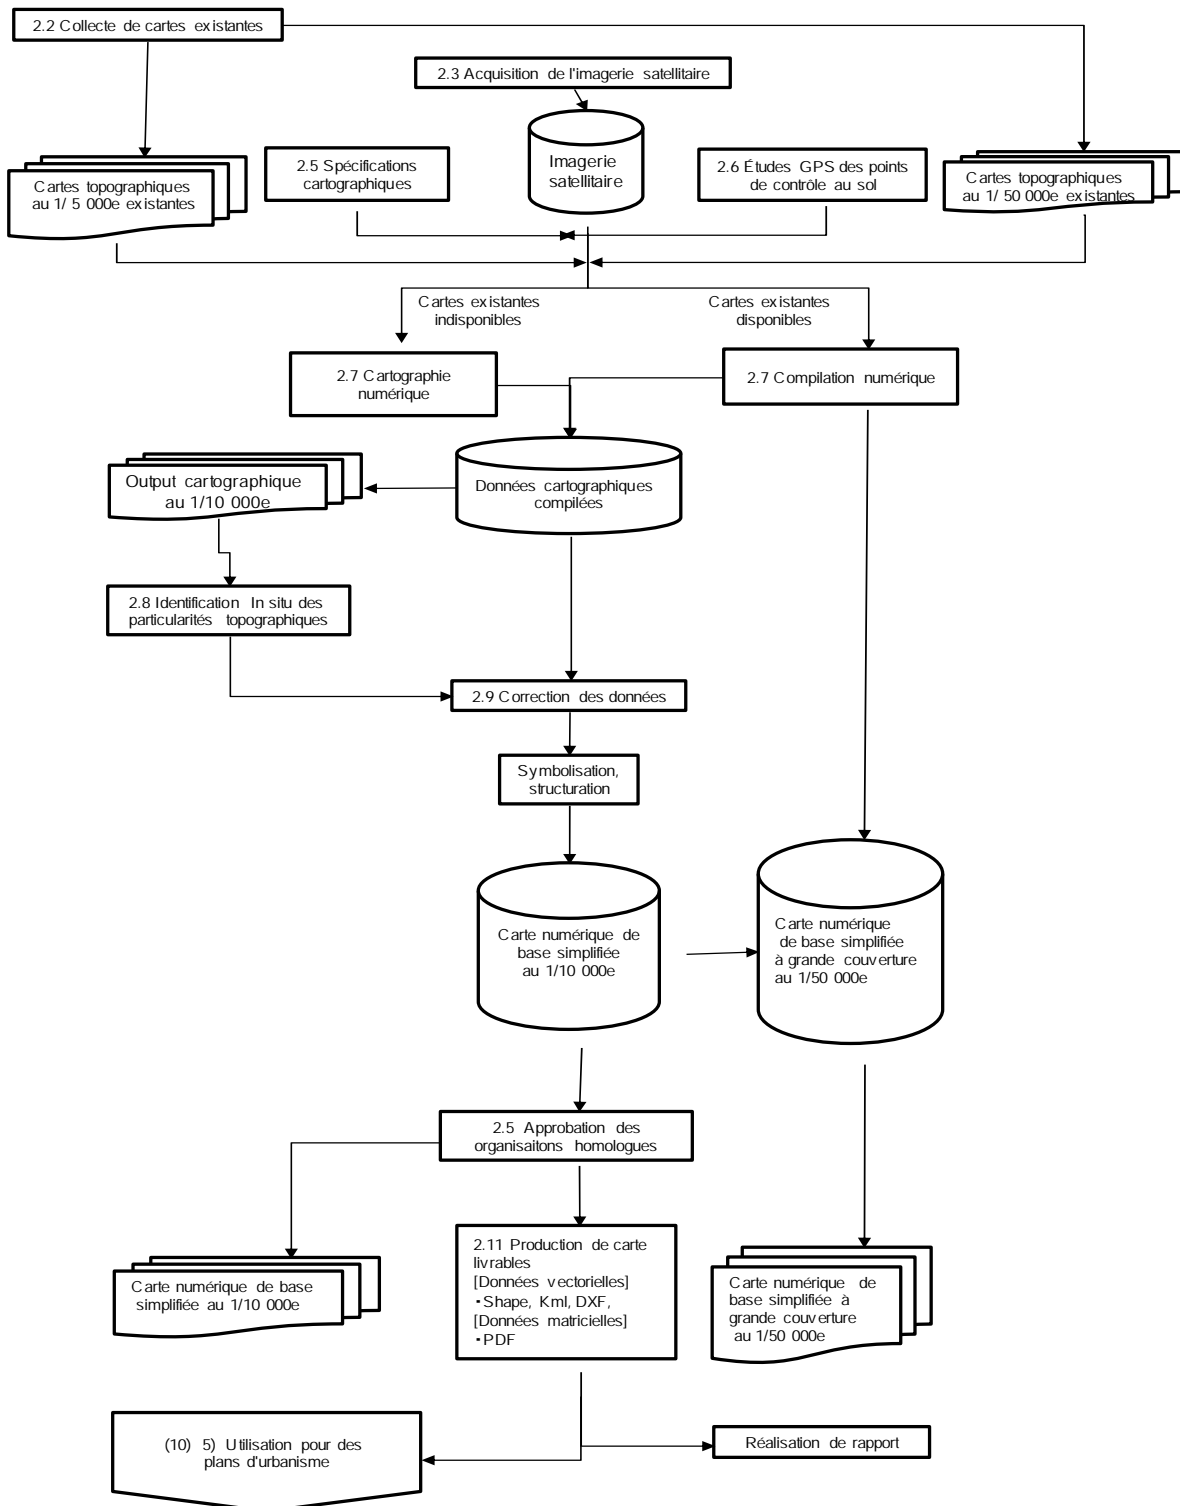 2.2 Collecte de cartes existantes
2.3 Acquisition de l'imagerie satellitaire
Imagerie
satellitaire
2.5 Spécifications
cartographiques
2.6 Études GPS des points
de contrôle au sol
Cartes topographiques
au 1/ 5 000e existantes
Cartes topographiques
au 1/ 50 000e existantes
Cartes existantes
indisponibles
Cartes existantes
disponibles
2.7 Cartographie
numérique
2.7 Compilation numérique
Output cartographique
au 1/10 000e
Données cartographiques
compilées
2.8 Identification In situ des
particularités topographiques
2.9 Correction des données
Symbolisation,
structuration
Carte numérique de
base simplifiée
au 1/10 000e
Carte numérique
de base simplifiée
à grande couverture
au 1/50 000e
2.5 Approbation des
organisaitons homologues
2.11 Production de carte
livrables
[Données vectorielles]
・Shape, Kml, DXF,
[Données matricielles]
・PDF
Carte numérique de base
simplifiée au 1/10 000e
Carte numérique de
base simplifiée à
grande couverture
au 1/50 000e
(10) 5) Utilisation pour des
plans d'urbanisme
Réalisation de rapport